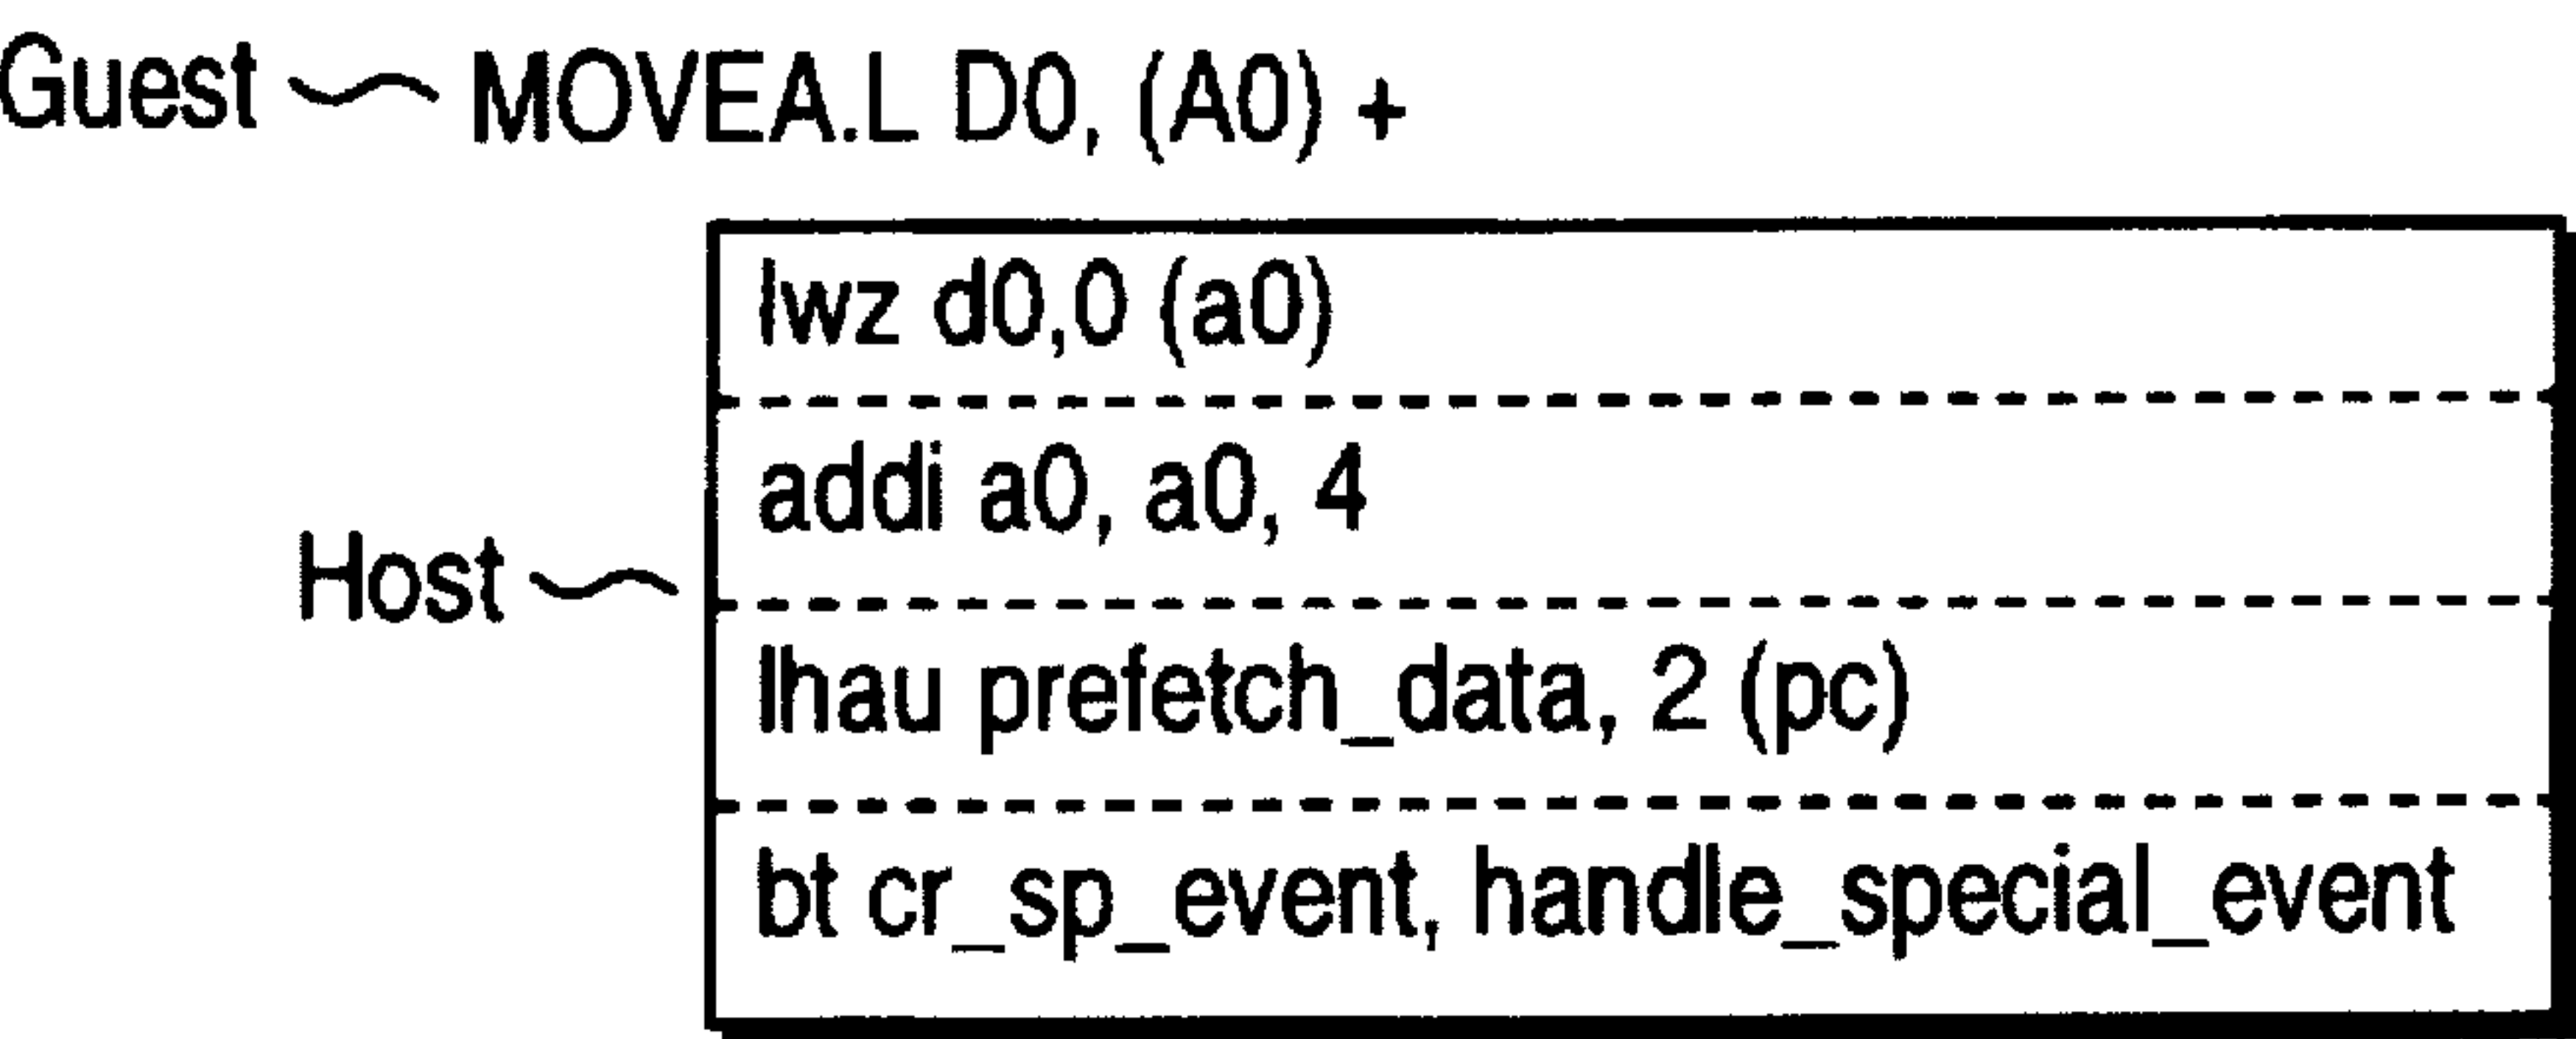 Guest MOVEA.L D0, (A0) +
lwz d0,0 (a0)
addi a0, a0, 4
Host
lhau prefetch_data, 2 (pc)
bt cr_sp_event, handle_special_event